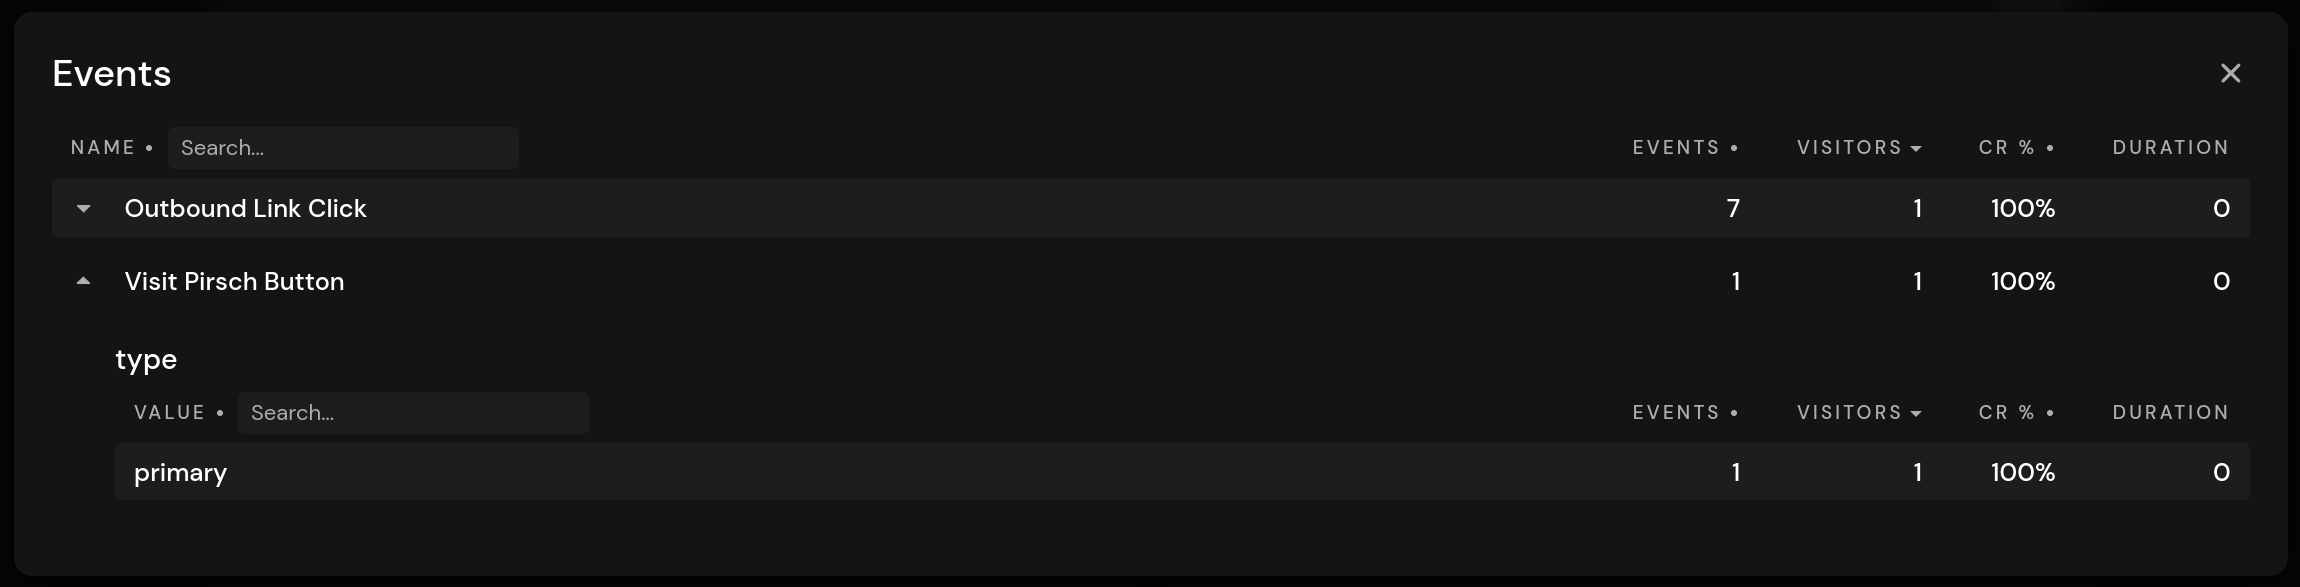 Events
NAME • Search... EVENTS • VISITORS CR % • DURATION
Outbound Link Click 7 1 100% 0
Visit Pirsch Button 1 1 100% 0
type
VALUE • Search... EVENTS • VISITORS CR % • DURATION
primary 1 1 100% 0